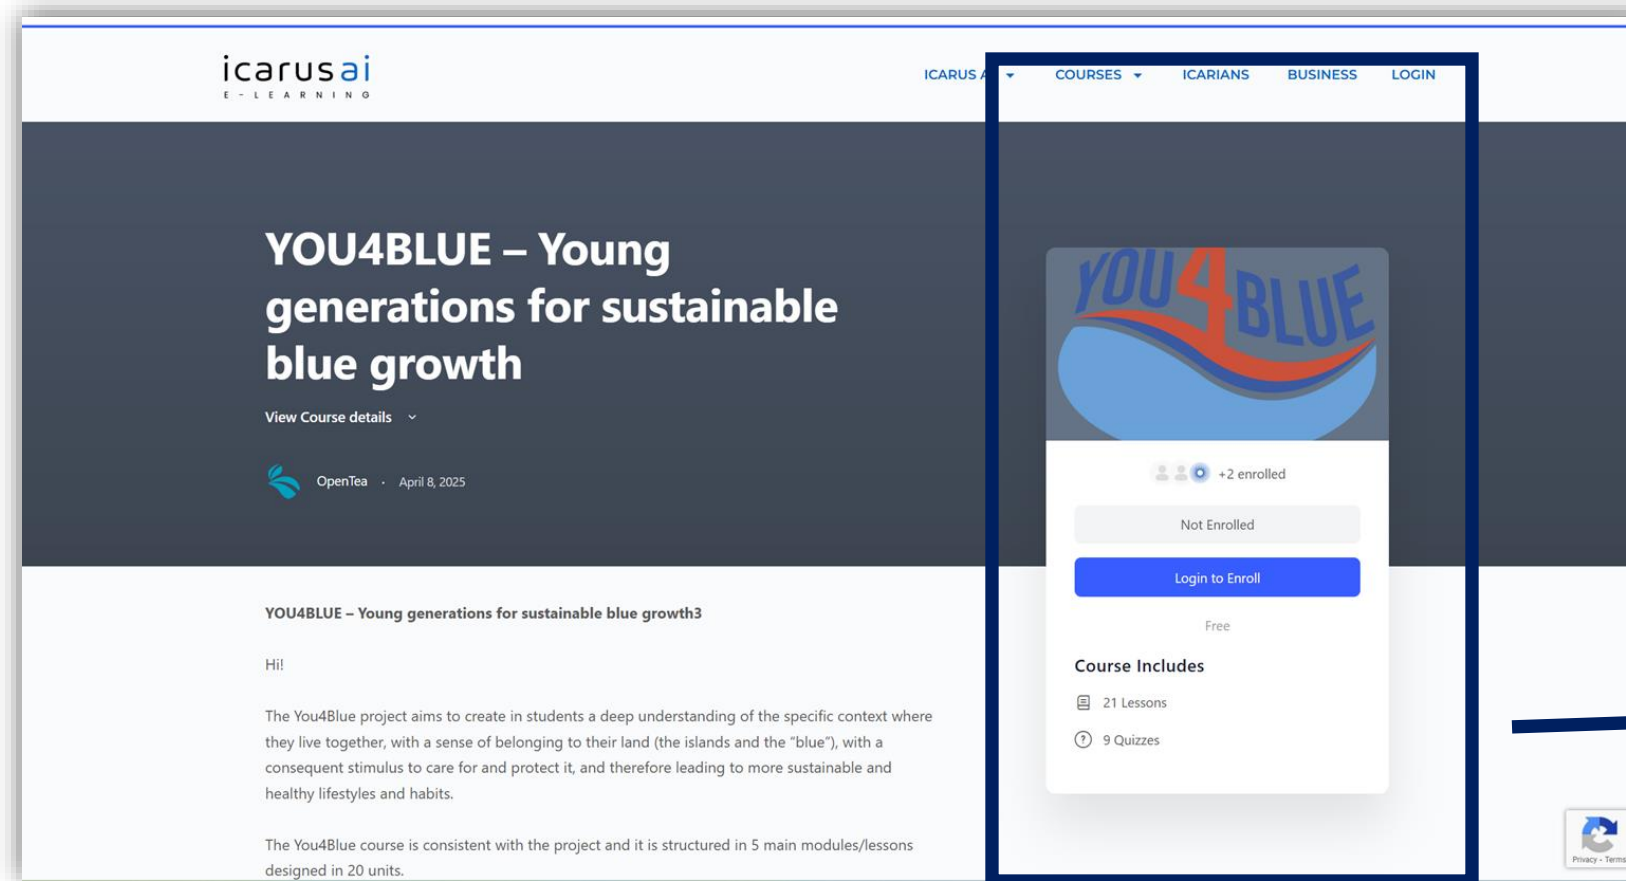 icarusai
E-LEARNING
ICARUS A COURSES ICARIANS BUSINESS LOGIN
YOU4BLUE – Young
generations for sustainable
blue growth
View Course details
OpenTea · April 8, 2025
YOU4BLUE
+2 enrolled
Not Enrolled
Login to Enroll
Free
Course Includes
21 Lessons
9 Quizzes
YOU4BLUE – Young generations for sustainable blue growth3
Hi!
The You4Blue project aims to create in students a deep understanding of the specific context where
they live together, with a sense of belonging to their land (the islands and the “blue”), with a
consequent stimulus to care for and protect it, and therefore leading to more sustainable and
healthy lifestyles and habits.
The You4Blue course is consistent with the project and it is structured in 5 main modules/lessons
designed in 20 units.
Privacy - Terms